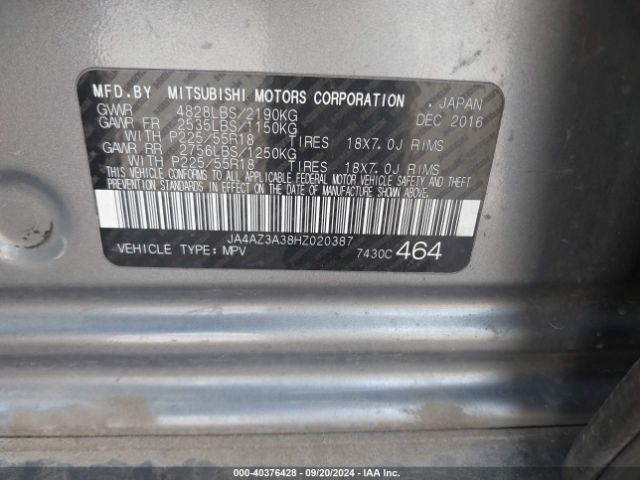 MFD.BY MITSUBISHI MOTORS CORPORATION , JAPAN
GVWR 4828LBS/2190KG DEC 2016
GAWR FR 2535LBS/1150KG
WITH P225/55R18 TIRES 18X7.0J RIMS
GAWR RR 2756LBS/1250KG
WITH P225/55R18 TIRES 18X7.0J RIMS
THIS VEHICLE CONFORMS TO ALL APPLICABLE FEDERAL MOTOR VEHICLE SAFETY AND THEFT
PREVENTION STANDARDS IN EFFECT ON THE DATE OF MANUFACTURE SHOWN ABOVE.
JA4AZ3A38HZ020387
VEHICLE TYPE: MPV 7430C 464
000-40376428 - 09/20/2024 - IAA Inc.